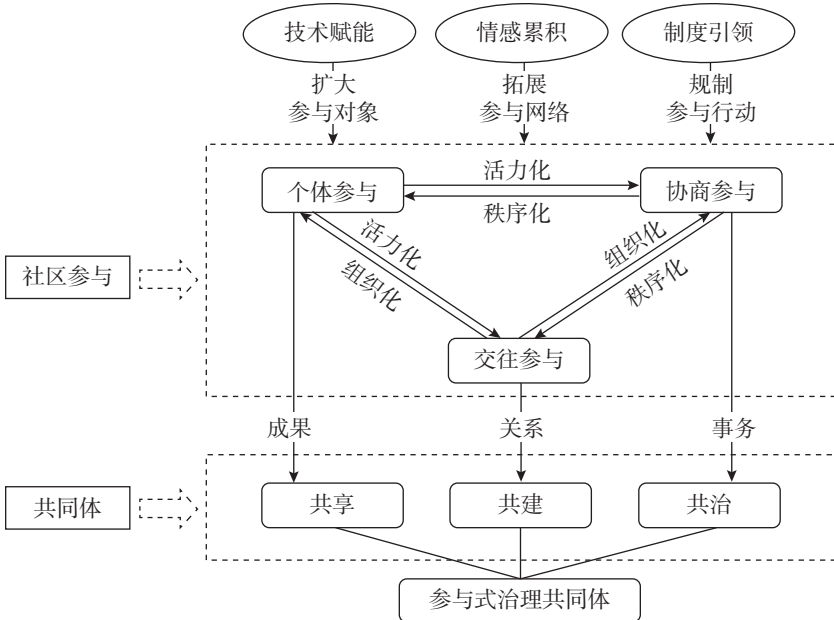 技术赋能
情感累积
制度引领
扩大
参与对象
拓展
参与网络
规制
参与行动
个体参与
活力化
秩序化
协商参与
活力化
组织化
组织化
秩序化
社区参与
交往参与
成果
关系
事务
共同体
共享
共建
共治
参与式治理共同体